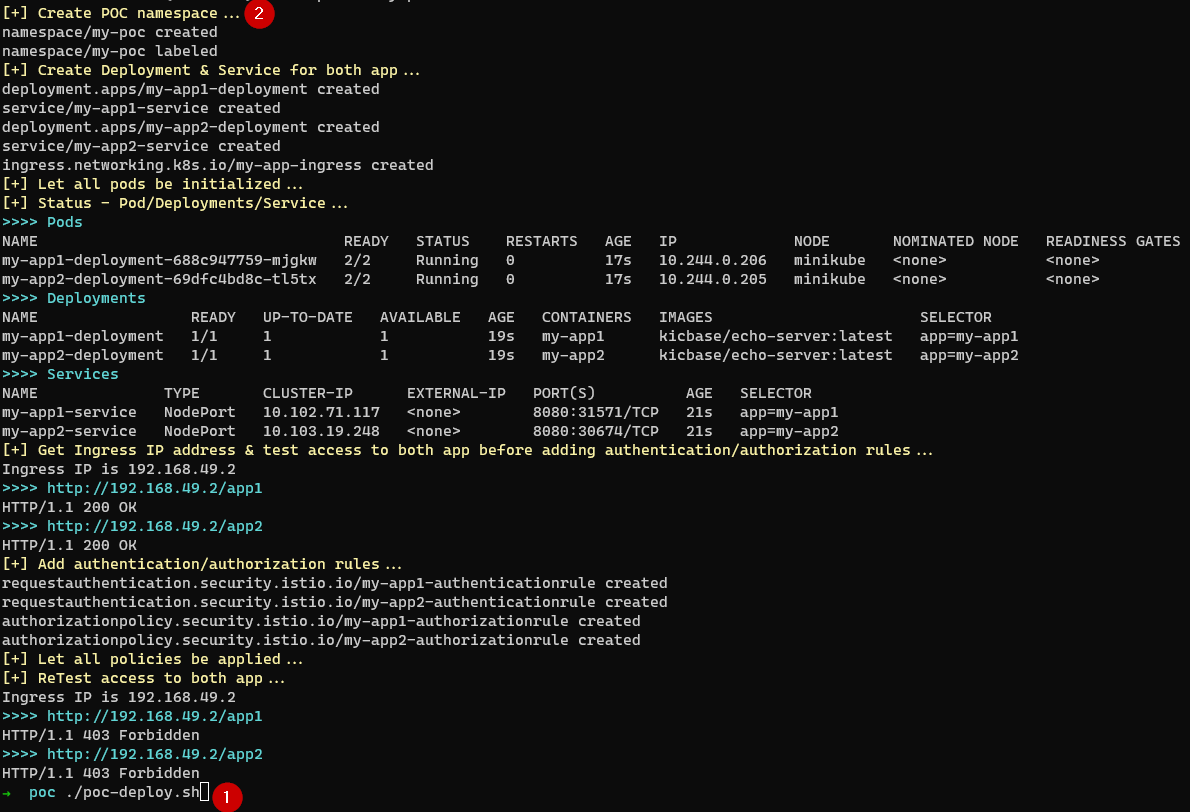 [+] Create POC namespace... 2
namespace/my-poc created
namespace/my-poc labeled
[+] Create Deployment & Service for both app...
deployment.apps/my-app1-deployment created
service/my-app1-service created
deployment.apps/my-app2-deployment created
service/my-app2-service created
ingress.networking.k8s.io/my-app-ingress created
[+] Let all pods be initialized...
[+] Status - Pod/Deployments/Service...
>>>> Pods
NAME READY STATUS RESTARTS AGE IP NODE NOMINATED NODE READINESS GATES
my-app1-deployment-688c947759-mjgkw 2/2 Running 0 17s 10.244.0.206 minikube <none> <none>
my-app2-deployment-69dfc4bd8c-tl5tx 2/2 Running 0 17s 10.244.0.205 minikube <none> <none>
>>>> Deployments
NAME READY UP-TO-DATE AVAILABLE AGE CONTAINERS IMAGES SELECTOR
my-app1-deployment 1/1 1 1 19s my-app1 kicbase/echo-server:latest app=my-app1
my-app2-deployment 1/1 1 1 19s my-app2 kicbase/echo-server:latest app=my-app2
>>>> Services
NAME TYPE CLUSTER-IP EXTERNAL-IP PORT(S) AGE SELECTOR
my-app1-service NodePort 10.102.71.117 <none> 8080:31571/TCP 21s app=my-app1
my-app2-service NodePort 10.103.19.248 <none> 8080:30674/TCP 21s app=my-app2
[+] Get Ingress IP address & test access to both app before adding authentication/authorization rules...
Ingress IP is 192.168.49.2
>>>> http://192.168.49.2/app1
HTTP/1.1 200 OK
>>>> http://192.168.49.2/app2
HTTP/1.1 200 OK
[+] Add authentication/authorization rules...
requestauthentication.security.istio.io/my-app1-authenticationrule created
requestauthentication.security.istio.io/my-app2-authenticationrule created
authorizationpolicy.security.istio.io/my-app1-authorizationrule created
authorizationpolicy.security.istio.io/my-app2-authorizationrule created
[+] Let all policies be applied...
[+] ReTest access to both app...
Ingress IP is 192.168.49.2
>>>> http://192.168.49.2/app1
HTTP/1.1 403 Forbidden
>>>> http://192.168.49.2/app2
HTTP/1.1 403 Forbidden
→ poc ./poc-deploy.sh 1